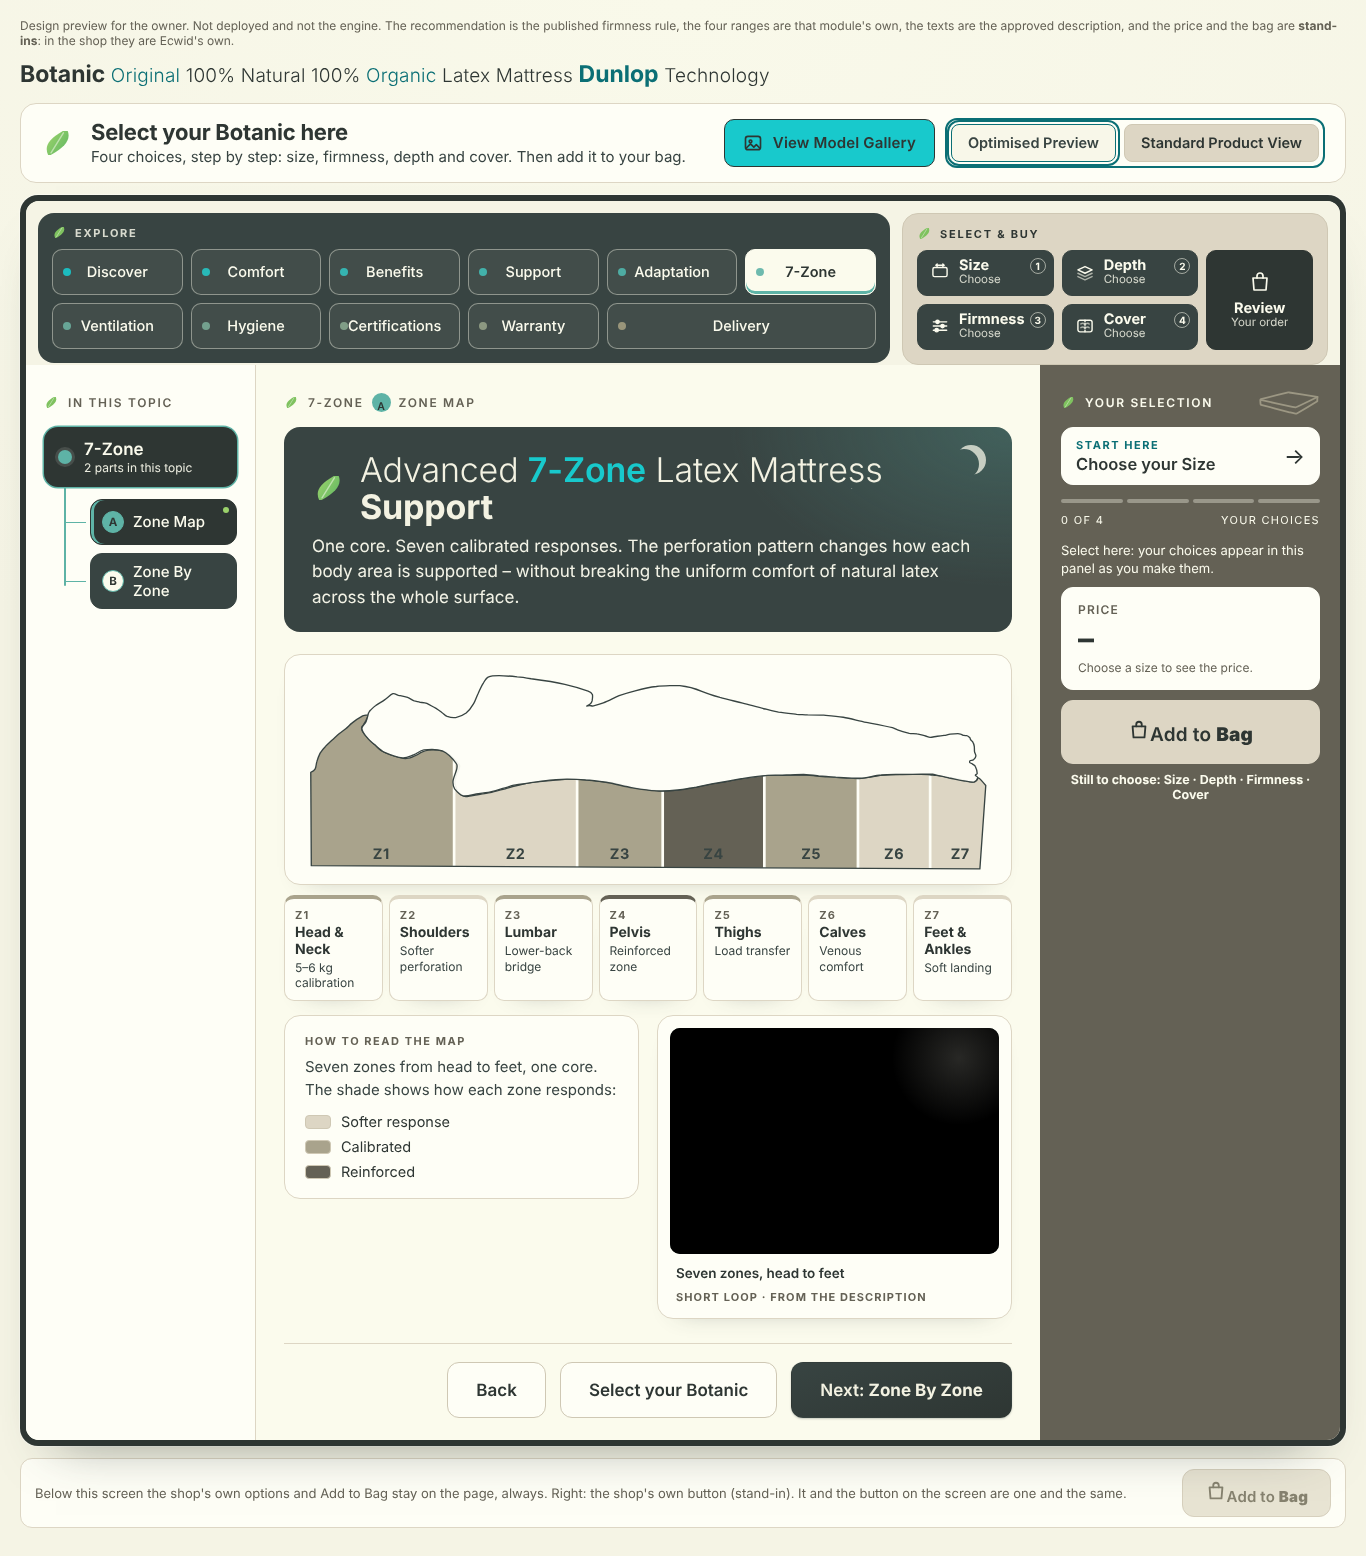 Design preview for the owner. Not deployed and not the engine. The recommendation is the published firmness rule, the four ranges are that module's own, the texts are the approved description, and the price and the bag are stand-
ins: in the shop they are Ecwid's own.
Botanic Original 100% Natural 100% Organic Latex Mattress Dunlop Technology
Select your Botanic here
Four choices, step by step: size, firmness, depth and cover. Then add it to your bag.
View Model Gallery
Optimised Preview
Standard Product View
EXPLORE
Discover
Comfort
Benefits
Support
Adaptation
7-Zone
Ventilation
Hygiene
Certifications
Warranty
Delivery
SELECT & BUY
Size
Choose
1
Depth
Choose
2
Firmness
Choose
3
Cover
Choose
4
Review
Your order
IN THIS TOPIC
7-Zone
2 parts in this topic
A Zone Map
B Zone By
Zone
7-ZONE A ZONE MAP
Advanced 7-Zone Latex Mattress
Support
One core. Seven calibrated responses. The perforation pattern changes how each
body area is supported – without breaking the uniform comfort of natural latex
across the whole surface.
Z1 Z2 Z3 Z4 Z5 Z6 Z7
Z1
Head &
Neck
5–6 kg
calibration
Z2
Shoulders
Softer
perforation
Z3
Lumbar
Lower-back
bridge
Z4
Pelvis
Reinforced
zone
Z5
Thighs
Load transfer
Z6
Calves
Venous
comfort
Z7
Feet &
Ankles
Soft landing
HOW TO READ THE MAP
Seven zones from head to feet, one core.
The shade shows how each zone responds:
Softer response
Calibrated
Reinforced
Seven zones, head to feet
SHORT LOOP · FROM THE DESCRIPTION
Back
Select your Botanic
Next: Zone By Zone
YOUR SELECTION
START HERE
Choose your Size
0 OF 4 YOUR CHOICES
Select here: your choices appear in this
panel as you make them.
PRICE
–
Choose a size to see the price.
Add to Bag
Still to choose: Size · Depth · Firmness ·
Cover
Below this screen the shop's own options and Add to Bag stay on the page, always. Right: the shop's own button (stand-in). It and the button on the screen are one and the same.
Add to Bag